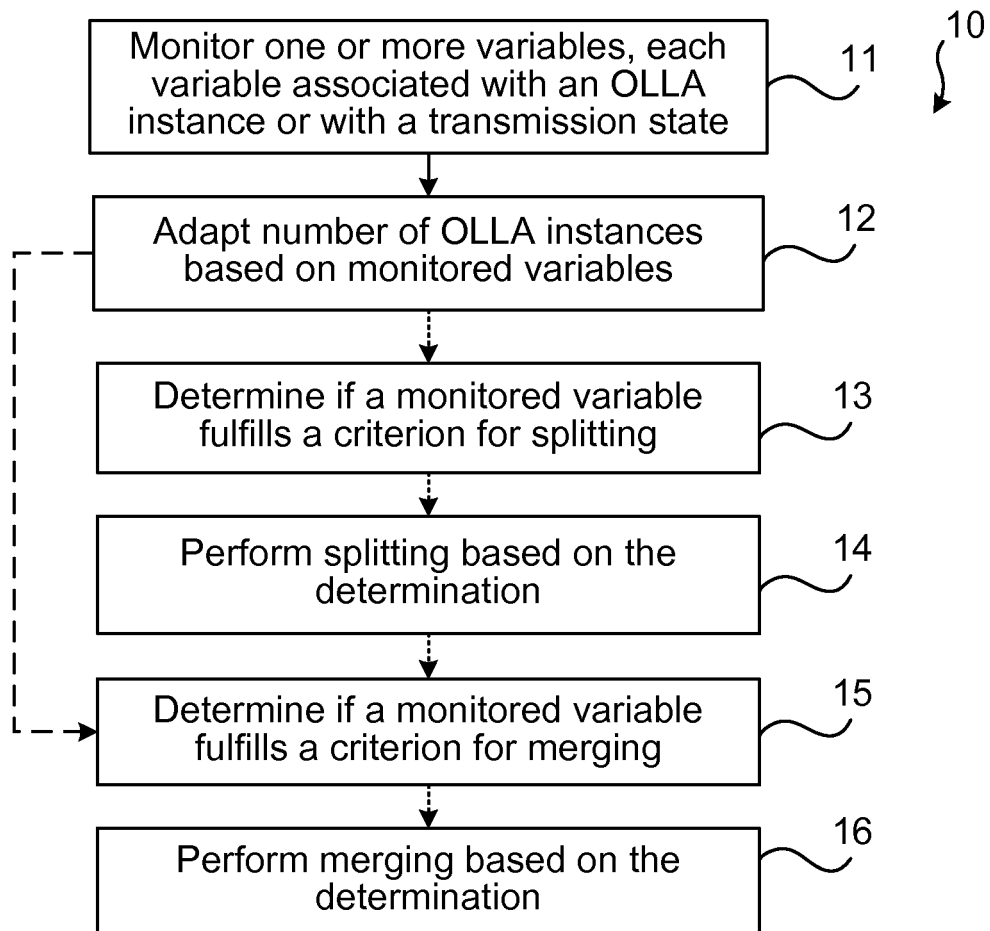 10
Monitor one or more variables, each
variable associated with an OLLA
instance or with a transmission state
11
Adapt number of OLLA instances
based on monitored variables
12
Determine if a monitored variable
fulfills a criterion for splitting
13
Perform splitting based on the
determination
14
Determine if a monitored variable
fulfills a criterion for merging
15
Perform merging based on the
determination
16